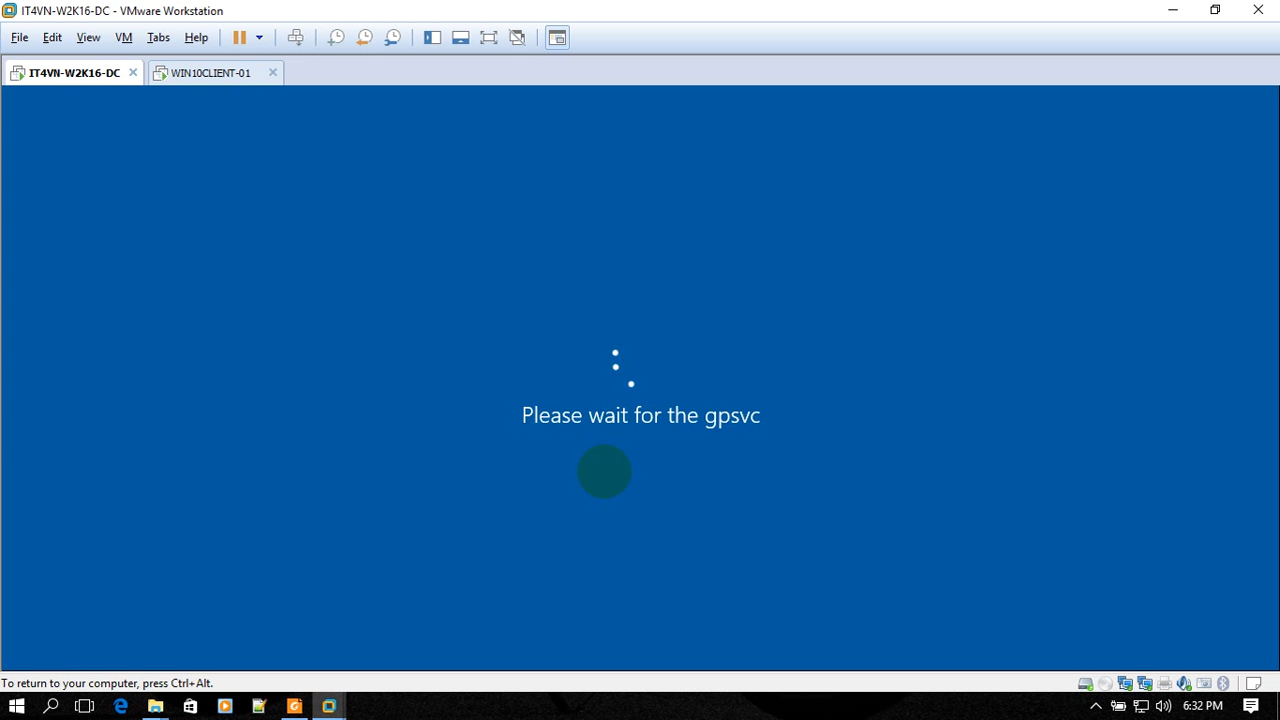 IT4VN-W2K16-DC - VMware Workstation
File Edit View VM Tabs Help
IT4VN-W2K16-DC WIN10CLIENT-01
Please wait for the gpsvc
To return to your computer, press Ctrl+Alt.
6:32 PM